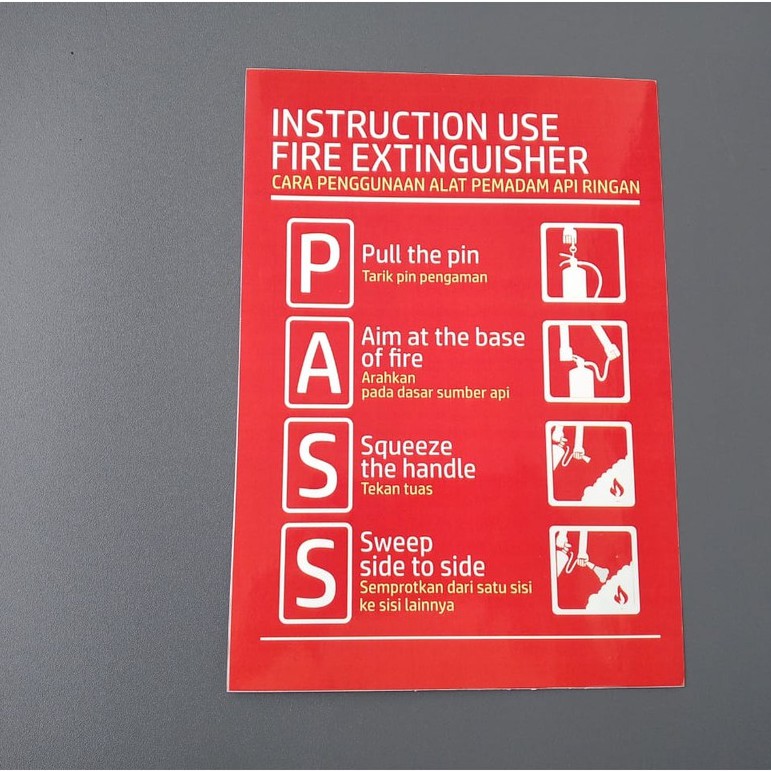 INSTRUCTION USE
FIRE EXTINGUISHER
CARA PENGGUNAAN ALAT PEMADAM API RINGAN
P
Pull the pin
Tarik pin pengaman
A
Aim at the base
of fire
Arahkan
pada dasar sumber api
S
Squeeze
the handle
Tekan tuas
S
Sweep
side to side
Semprotkan dari satu sisi
ke sisi lainnya